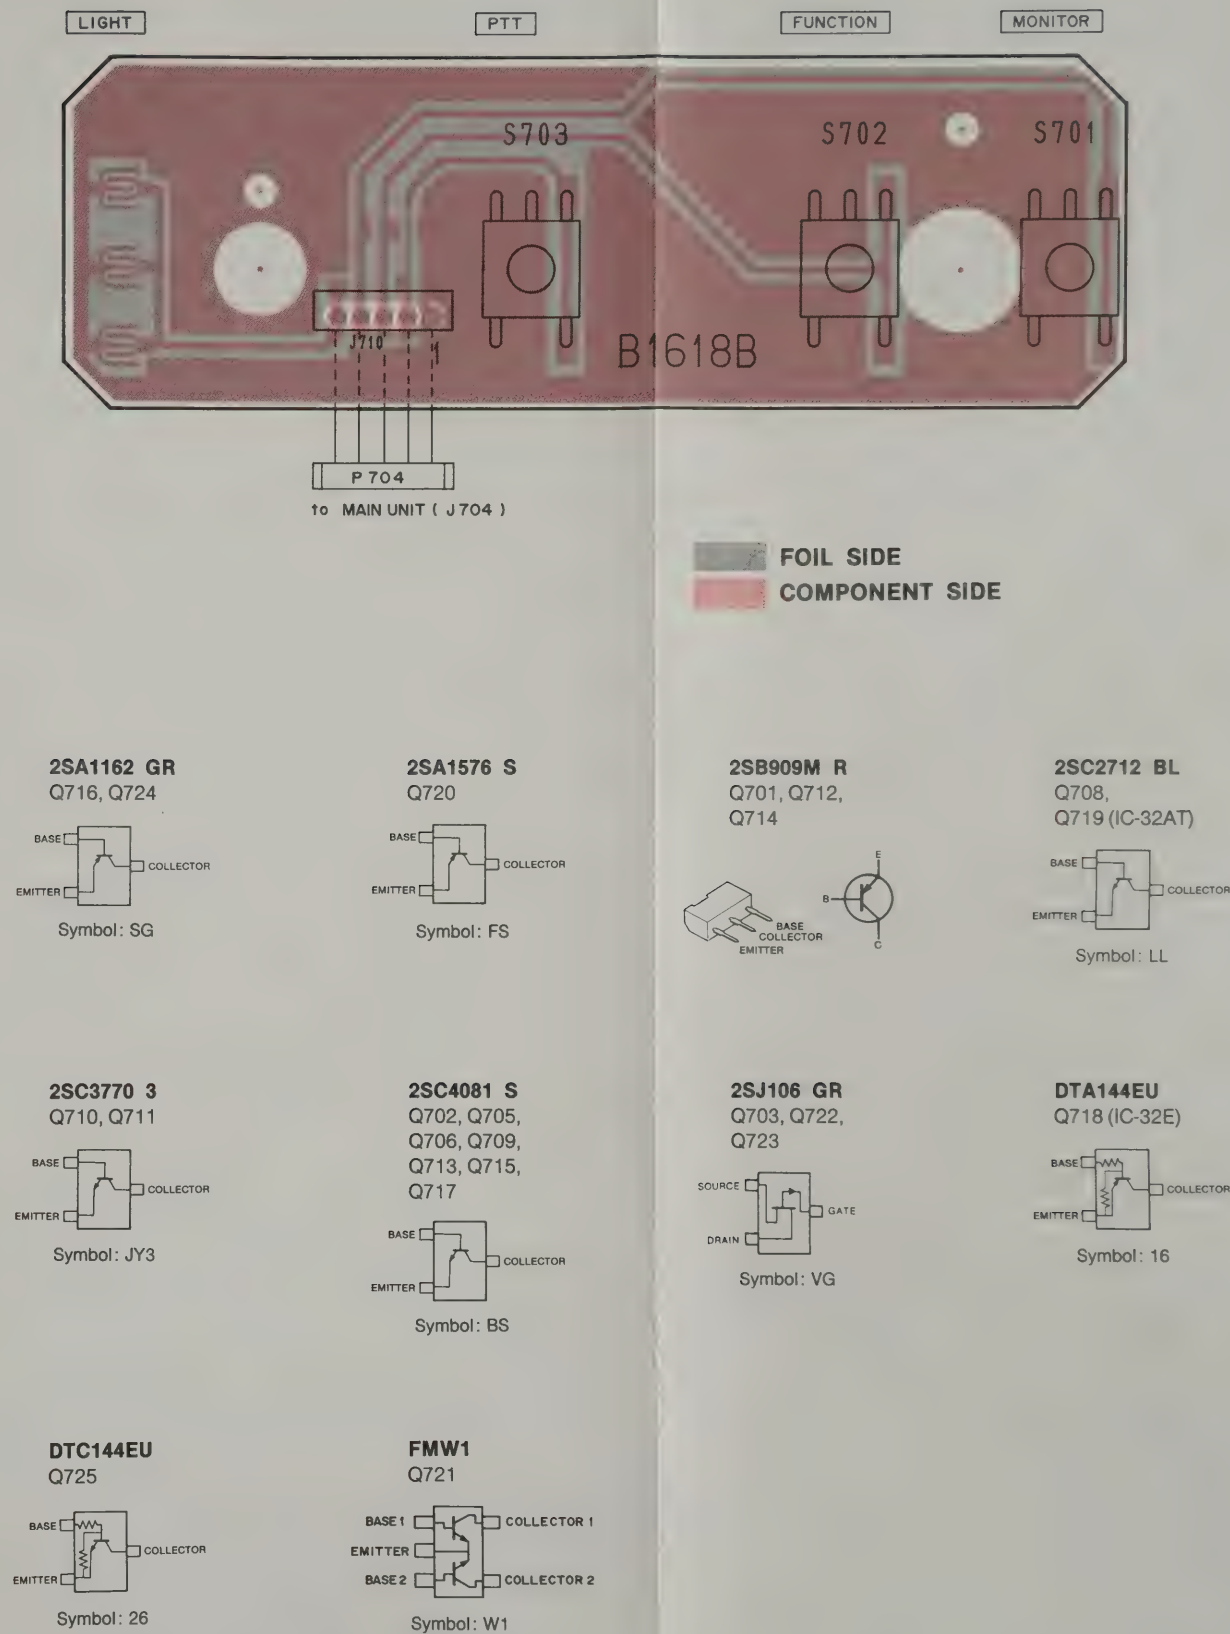 LIGHT
PTT
FUNCTION
MONITOR
S703
S702
S701
J710
1
B1618B
P704
to MAIN UNIT ( J704 )
FOIL SIDE
COMPONENT SIDE
2SA1162 GR
Q716, Q724
BASE
COLLECTOR
EMITTER
Symbol: SG
2SA1576 S
Q720
BASE
COLLECTOR
EMITTER
Symbol: FS
2SB909M R
Q701, Q712,
Q714
BASE
COLLECTOR
EMITTER
E
B
C
2SC2712 BL
Q708,
Q719 (IC-32AT)
BASE
COLLECTOR
EMITTER
Symbol: LL
2SC3770 3
Q710, Q711
BASE
COLLECTOR
EMITTER
Symbol: JY3
2SC4081 S
Q702, Q705,
Q706, Q709,
Q713, Q715,
Q717
BASE
COLLECTOR
EMITTER
Symbol: BS
2SJ106 GR
Q703, Q722,
Q723
SOURCE
GATE
DRAIN
Symbol: VG
DTA144EU
Q718 (IC-32E)
BASE
COLLECTOR
EMITTER
Symbol: 16
DTC144EU
Q725
BASE
COLLECTOR
EMITTER
Symbol: 26
FMW1
Q721
BASE 1
COLLECTOR 1
EMITTER
BASE 2
COLLECTOR 2
Symbol: W1